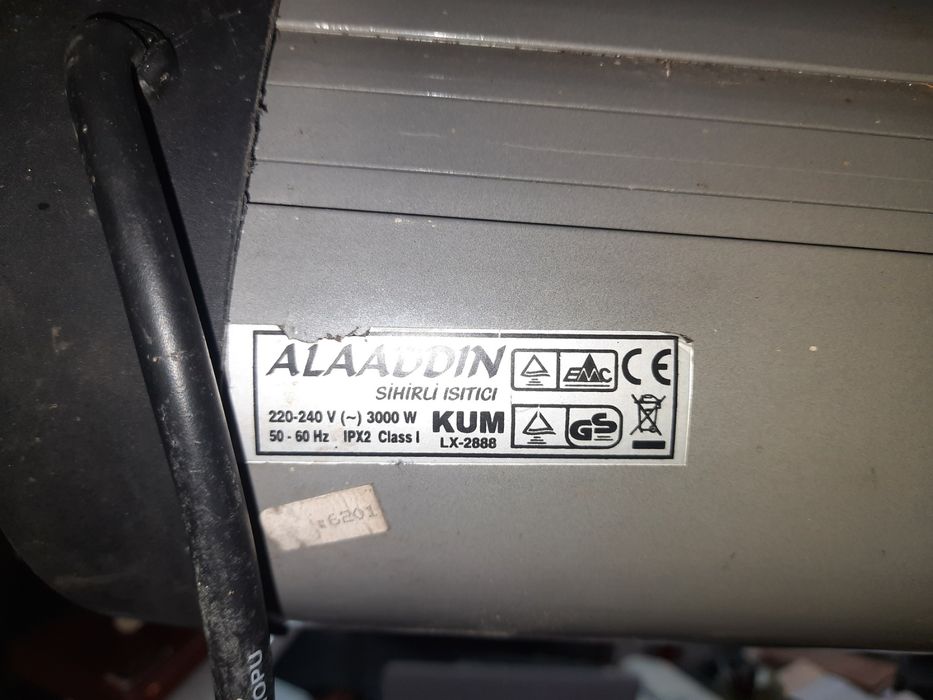 ALAADDIN
SİHİRLİ ISITICI
220-240 V (~) 3000 W
50 - 60 Hz IPX2 Class I
KUM
LX-2888
EMC
CE
GS
6201
OPU